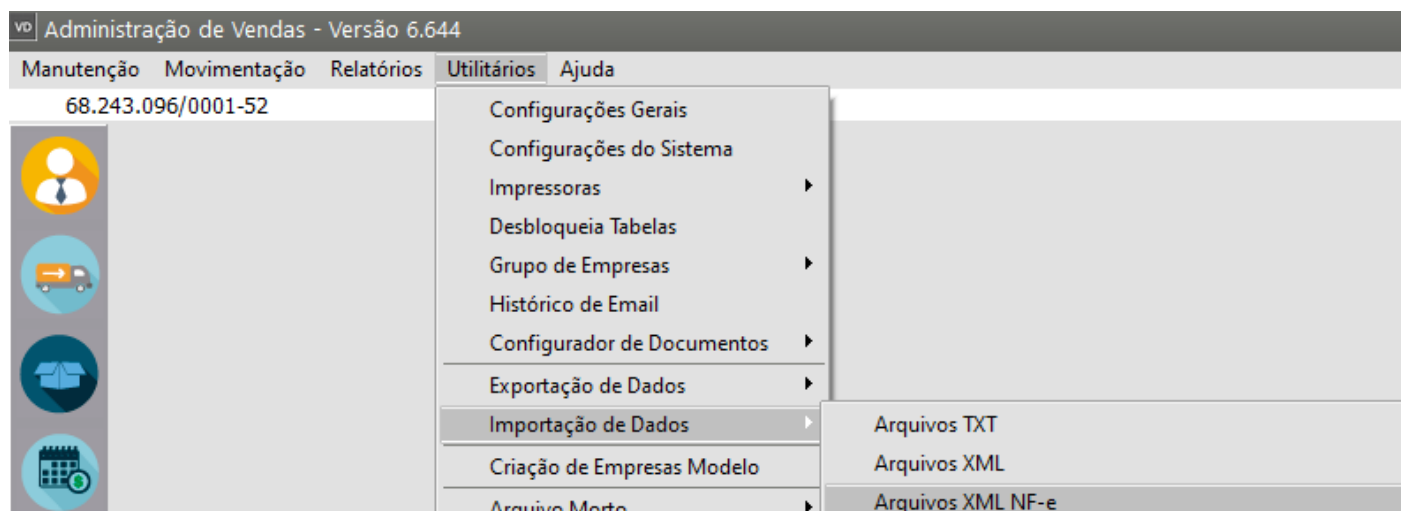 VD Administração de Vendas - Versão 6.644
Manutenção Movimentação Relatórios Utilitários Ajuda
68.243.096/0001-52
Configurações Gerais
Configurações do Sistema
Impressoras
Desbloqueia Tabelas
Grupo de Empresas
Histórico de Email
Configurador de Documentos
Exportação de Dados
Importação de Dados
Arquivos TXT
Criação de Empresas Modelo
Arquivos XML
Arquivo Morto
Arquivos XML NF-e